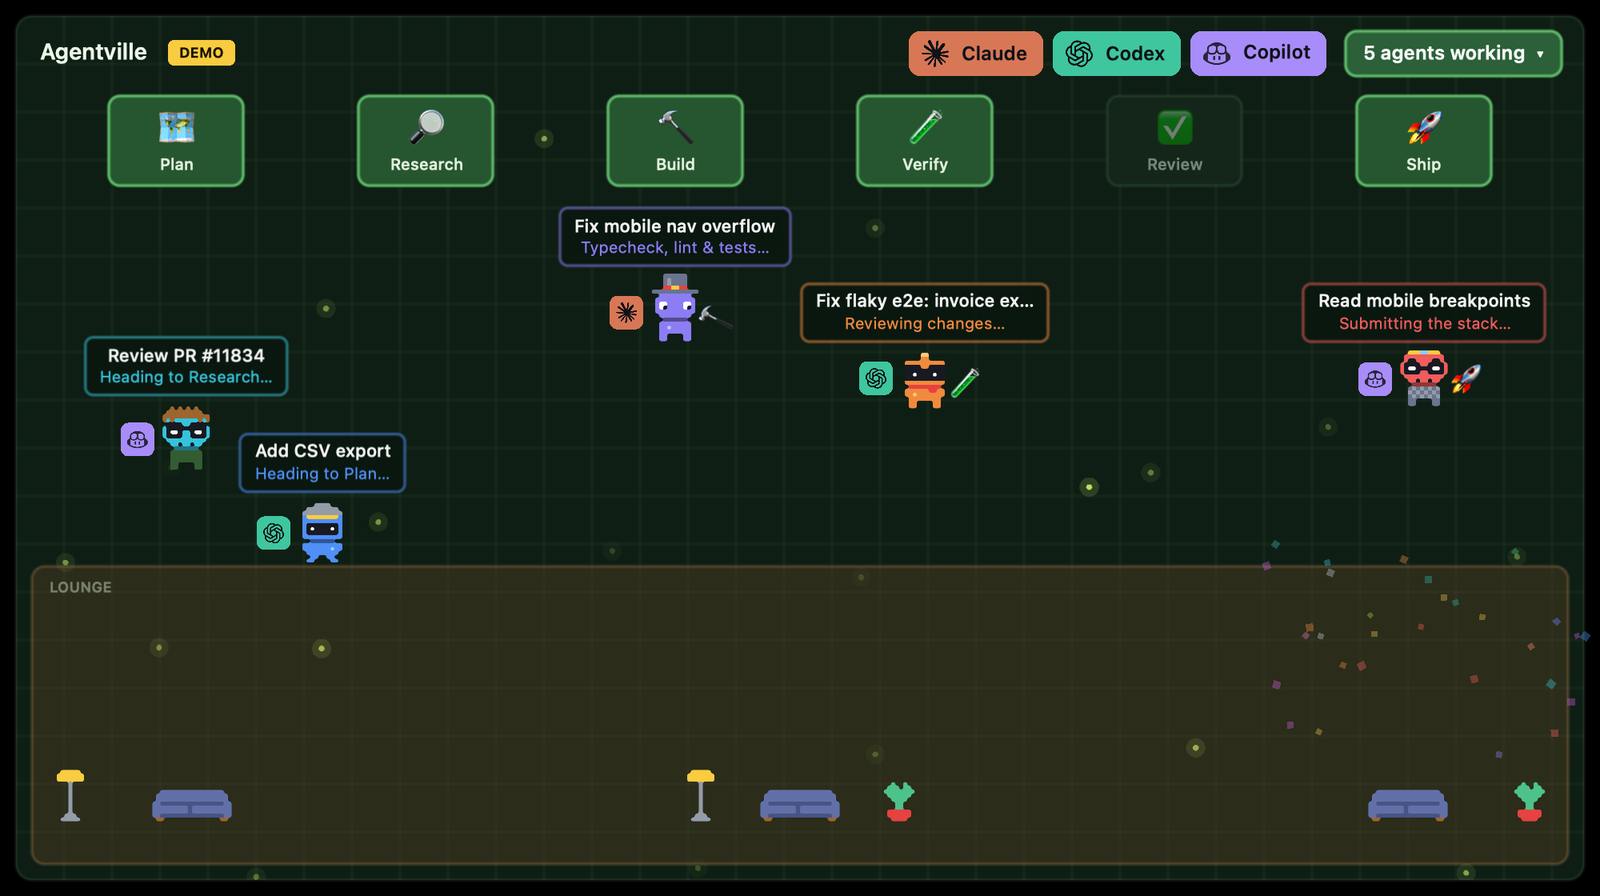 Agentville
DEMO
Claude
Codex
Copilot
5 agents working
Plan
Research
Build
Verify
Review
Ship
Fix mobile nav overflow
Typecheck, lint & tests...
Fix flaky e2e: invoice ex...
Reviewing changes...
Read mobile breakpoints
Submitting the stack...
Review PR #11834
Heading to Research...
Add CSV export
Heading to Plan...
LOUNGE